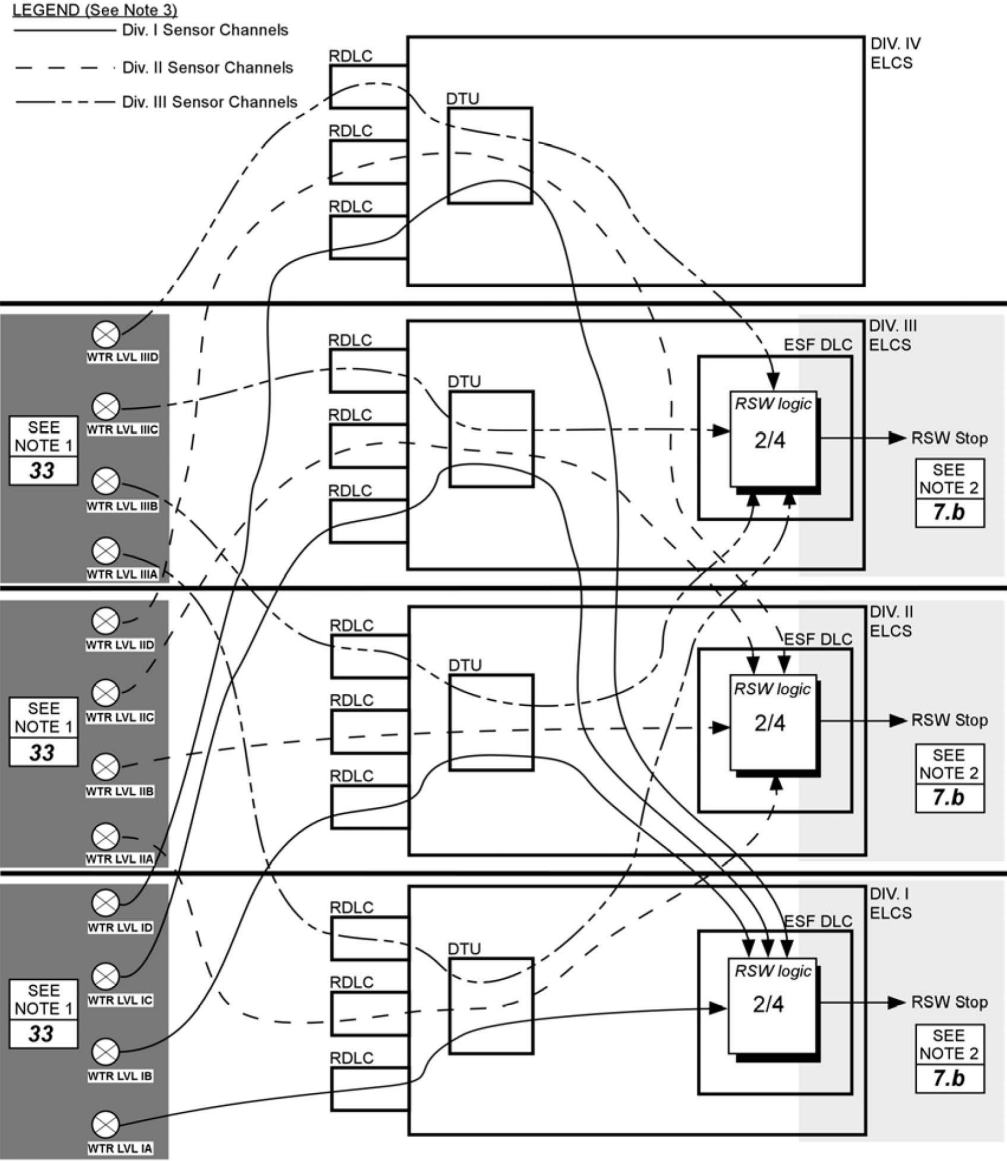 LEGEND (See Note 3)
Div. I Sensor Channels
Div. II Sensor Channels
Div. III Sensor Channels
DIV. IV
ELCS
RDLC
DTU
RDLC
RDLC
DIV. III
ELCS
WTR LVL IIID
RDLC
ESF DLC
DTU
RSW logic
2/4
WTR LVL IIIC
RDLC
SEE
NOTE 1
33
RSW Stop
SEE
NOTE 2
7.b
WTR LVL IIIB
RDLC
WTR LVL IIIA
DIV. II
ELCS
WTR LVL IID
RDLC
ESF DLC
DTU
RSW logic
2/4
WTR LVL IIC
RDLC
SEE
NOTE 1
33
RSW Stop
SEE
NOTE 2
7.b
WTR LVL IIB
RDLC
WTR LVL IIA
DIV. I
ELCS
WTR LVL ID
RDLC
ESF DLC
DTU
RSW logic
2/4
WTR LVL IC
RDLC
SEE
NOTE 1
33
RSW Stop
SEE
NOTE 2
7.b
WTR LVL IB
RDLC
WTR LVL IA